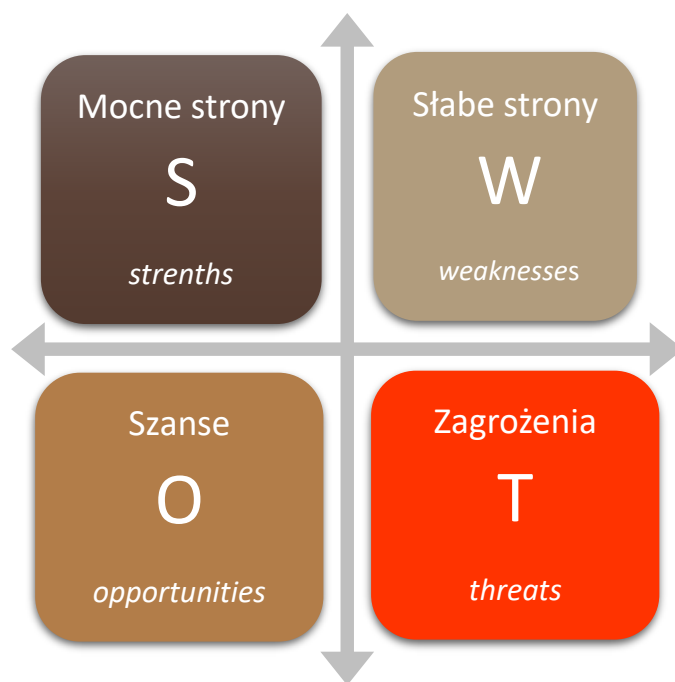 Mocne strony
S
strenths
Słabe strony
W
weaknesses
Szanse
O
opportunities
Zagrożenia
T
threats